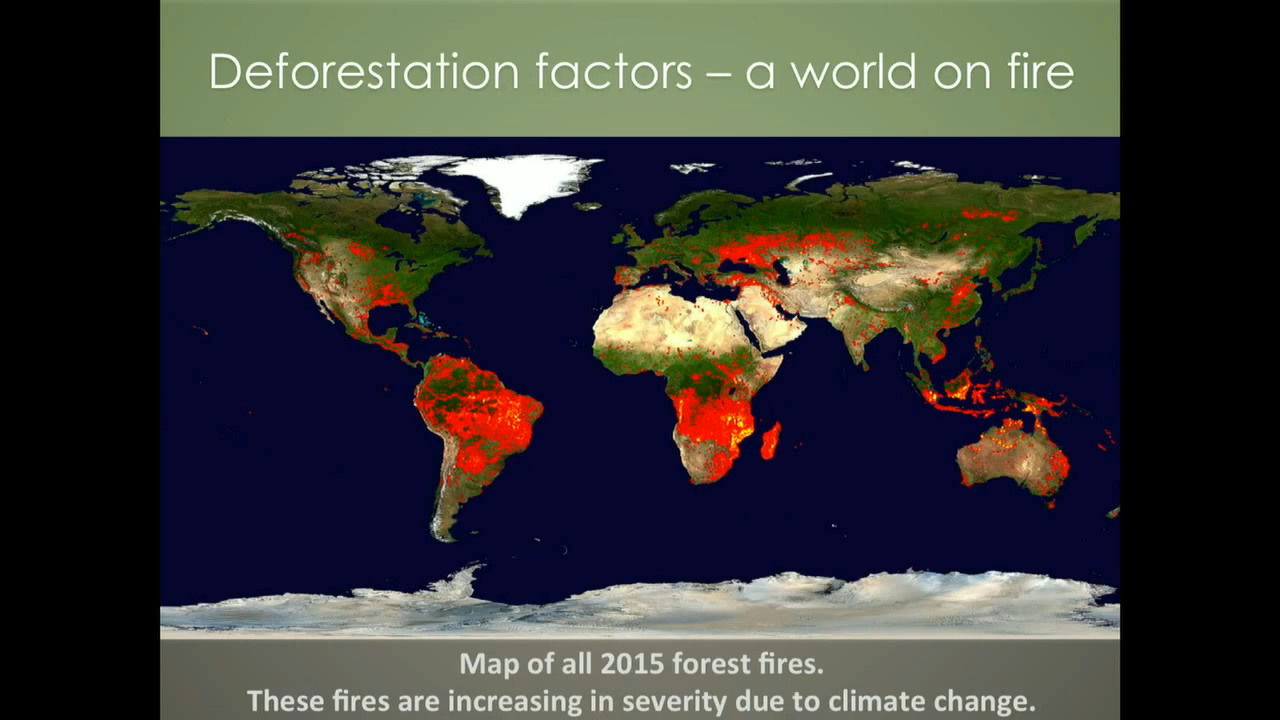 Deforestation factors – a world on fire
Map of all 2015 forest fires.
These fires are increasing in severity due to climate change.